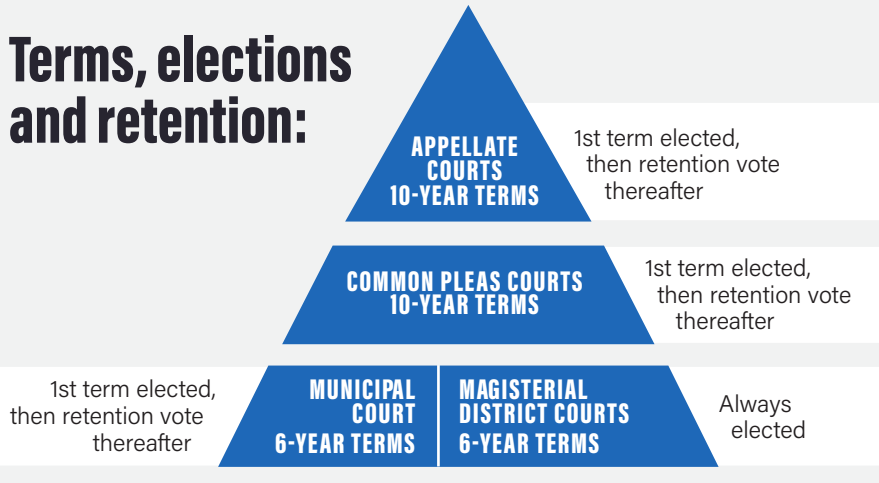 Terms, elections
and retention:
APPELLATE
COURTS
10-YEAR TERMS
1st term elected,
then retention vote
thereafter
COMMON PLEAS COURTS
10-YEAR TERMS
1st term elected,
then retention vote
thereafter
1st term elected,
then retention vote
thereafter
MUNICIPAL
COURT
6-YEAR TERMS
MAGISTERIAL
DISTRICT COURTS
6-YEAR TERMS
Always
elected